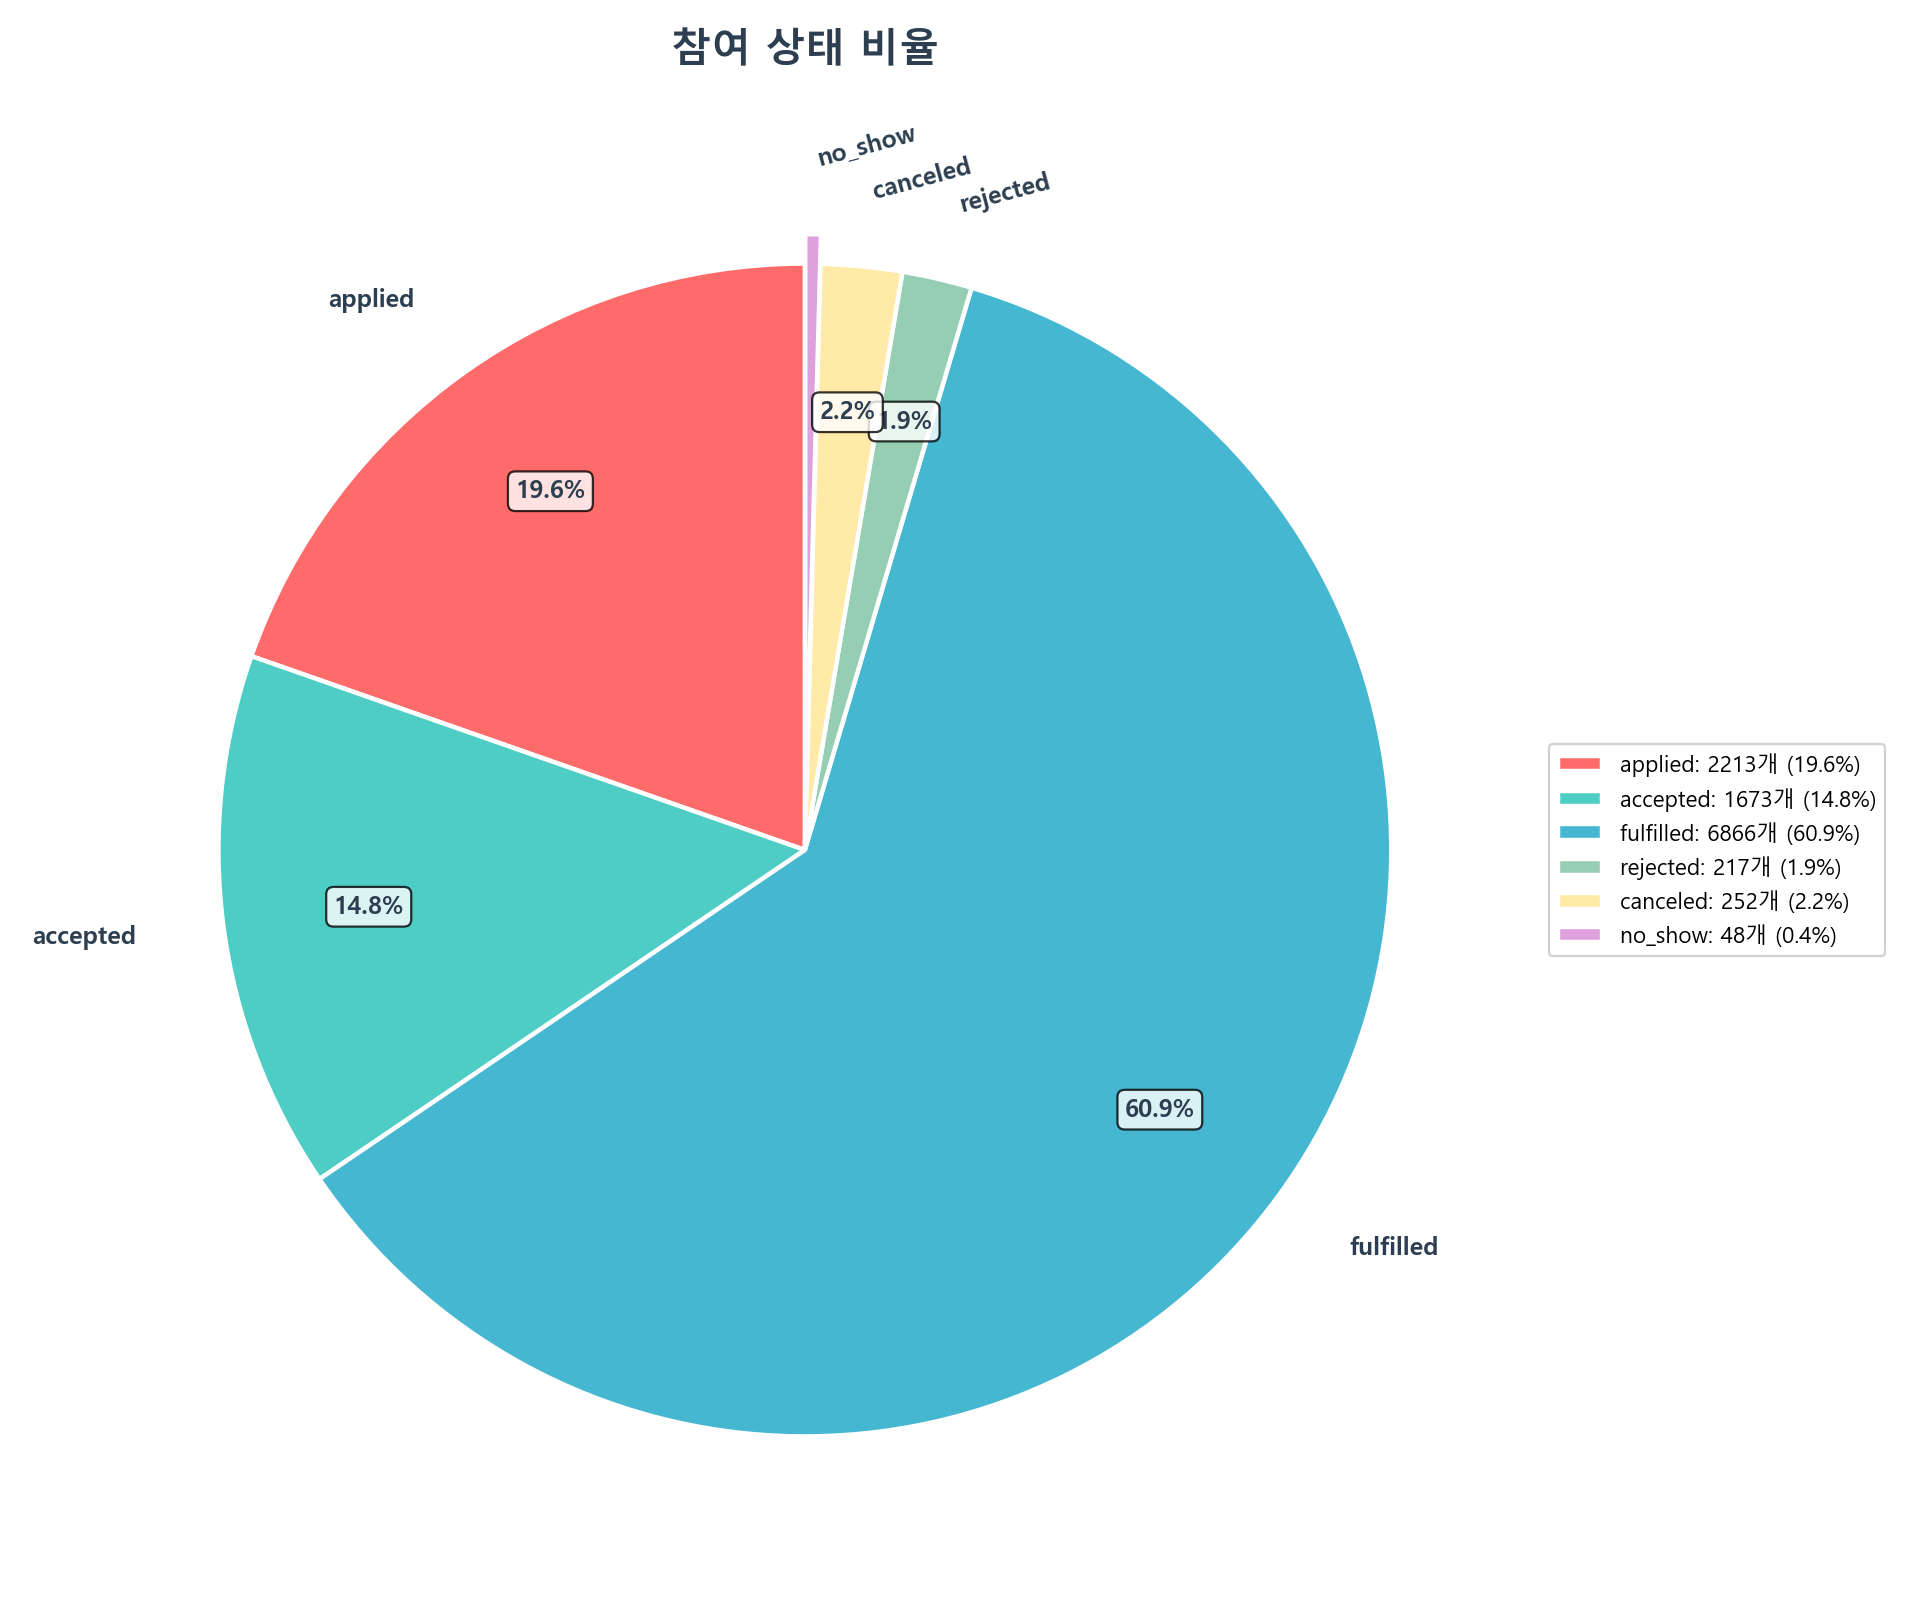 참여 상태 비율
no_show
canceled
rejected
applied
2.2%
1.9%
19.6%
applied: 2213개 (19.6%)
accepted: 1673개 (14.8%)
fulfilled: 6866개 (60.9%)
rejected: 217개 (1.9%)
canceled: 252개 (2.2%)
no_show: 48개 (0.4%)
14.8%
accepted
60.9%
fulfilled